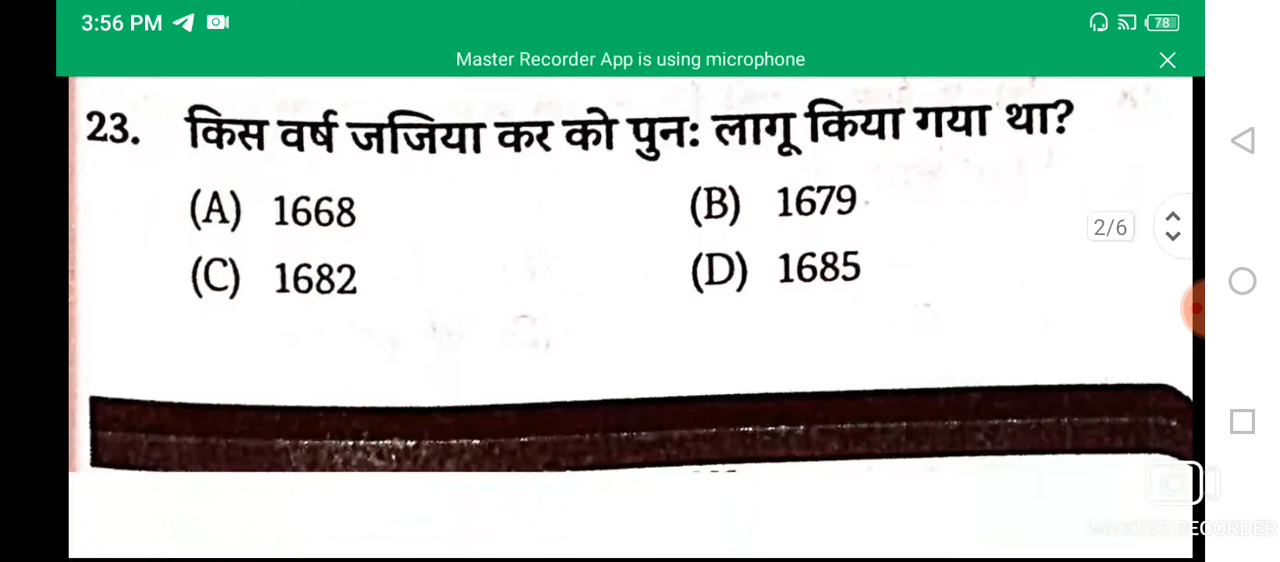 3:56 PM
78
Master Recorder App is using microphone
23. किस वर्ष जजिया कर को पुनः लागू किया गया था?
(A) 1668 (B) 1679
2/6
(C) 1682 (D) 1685
RECORDER